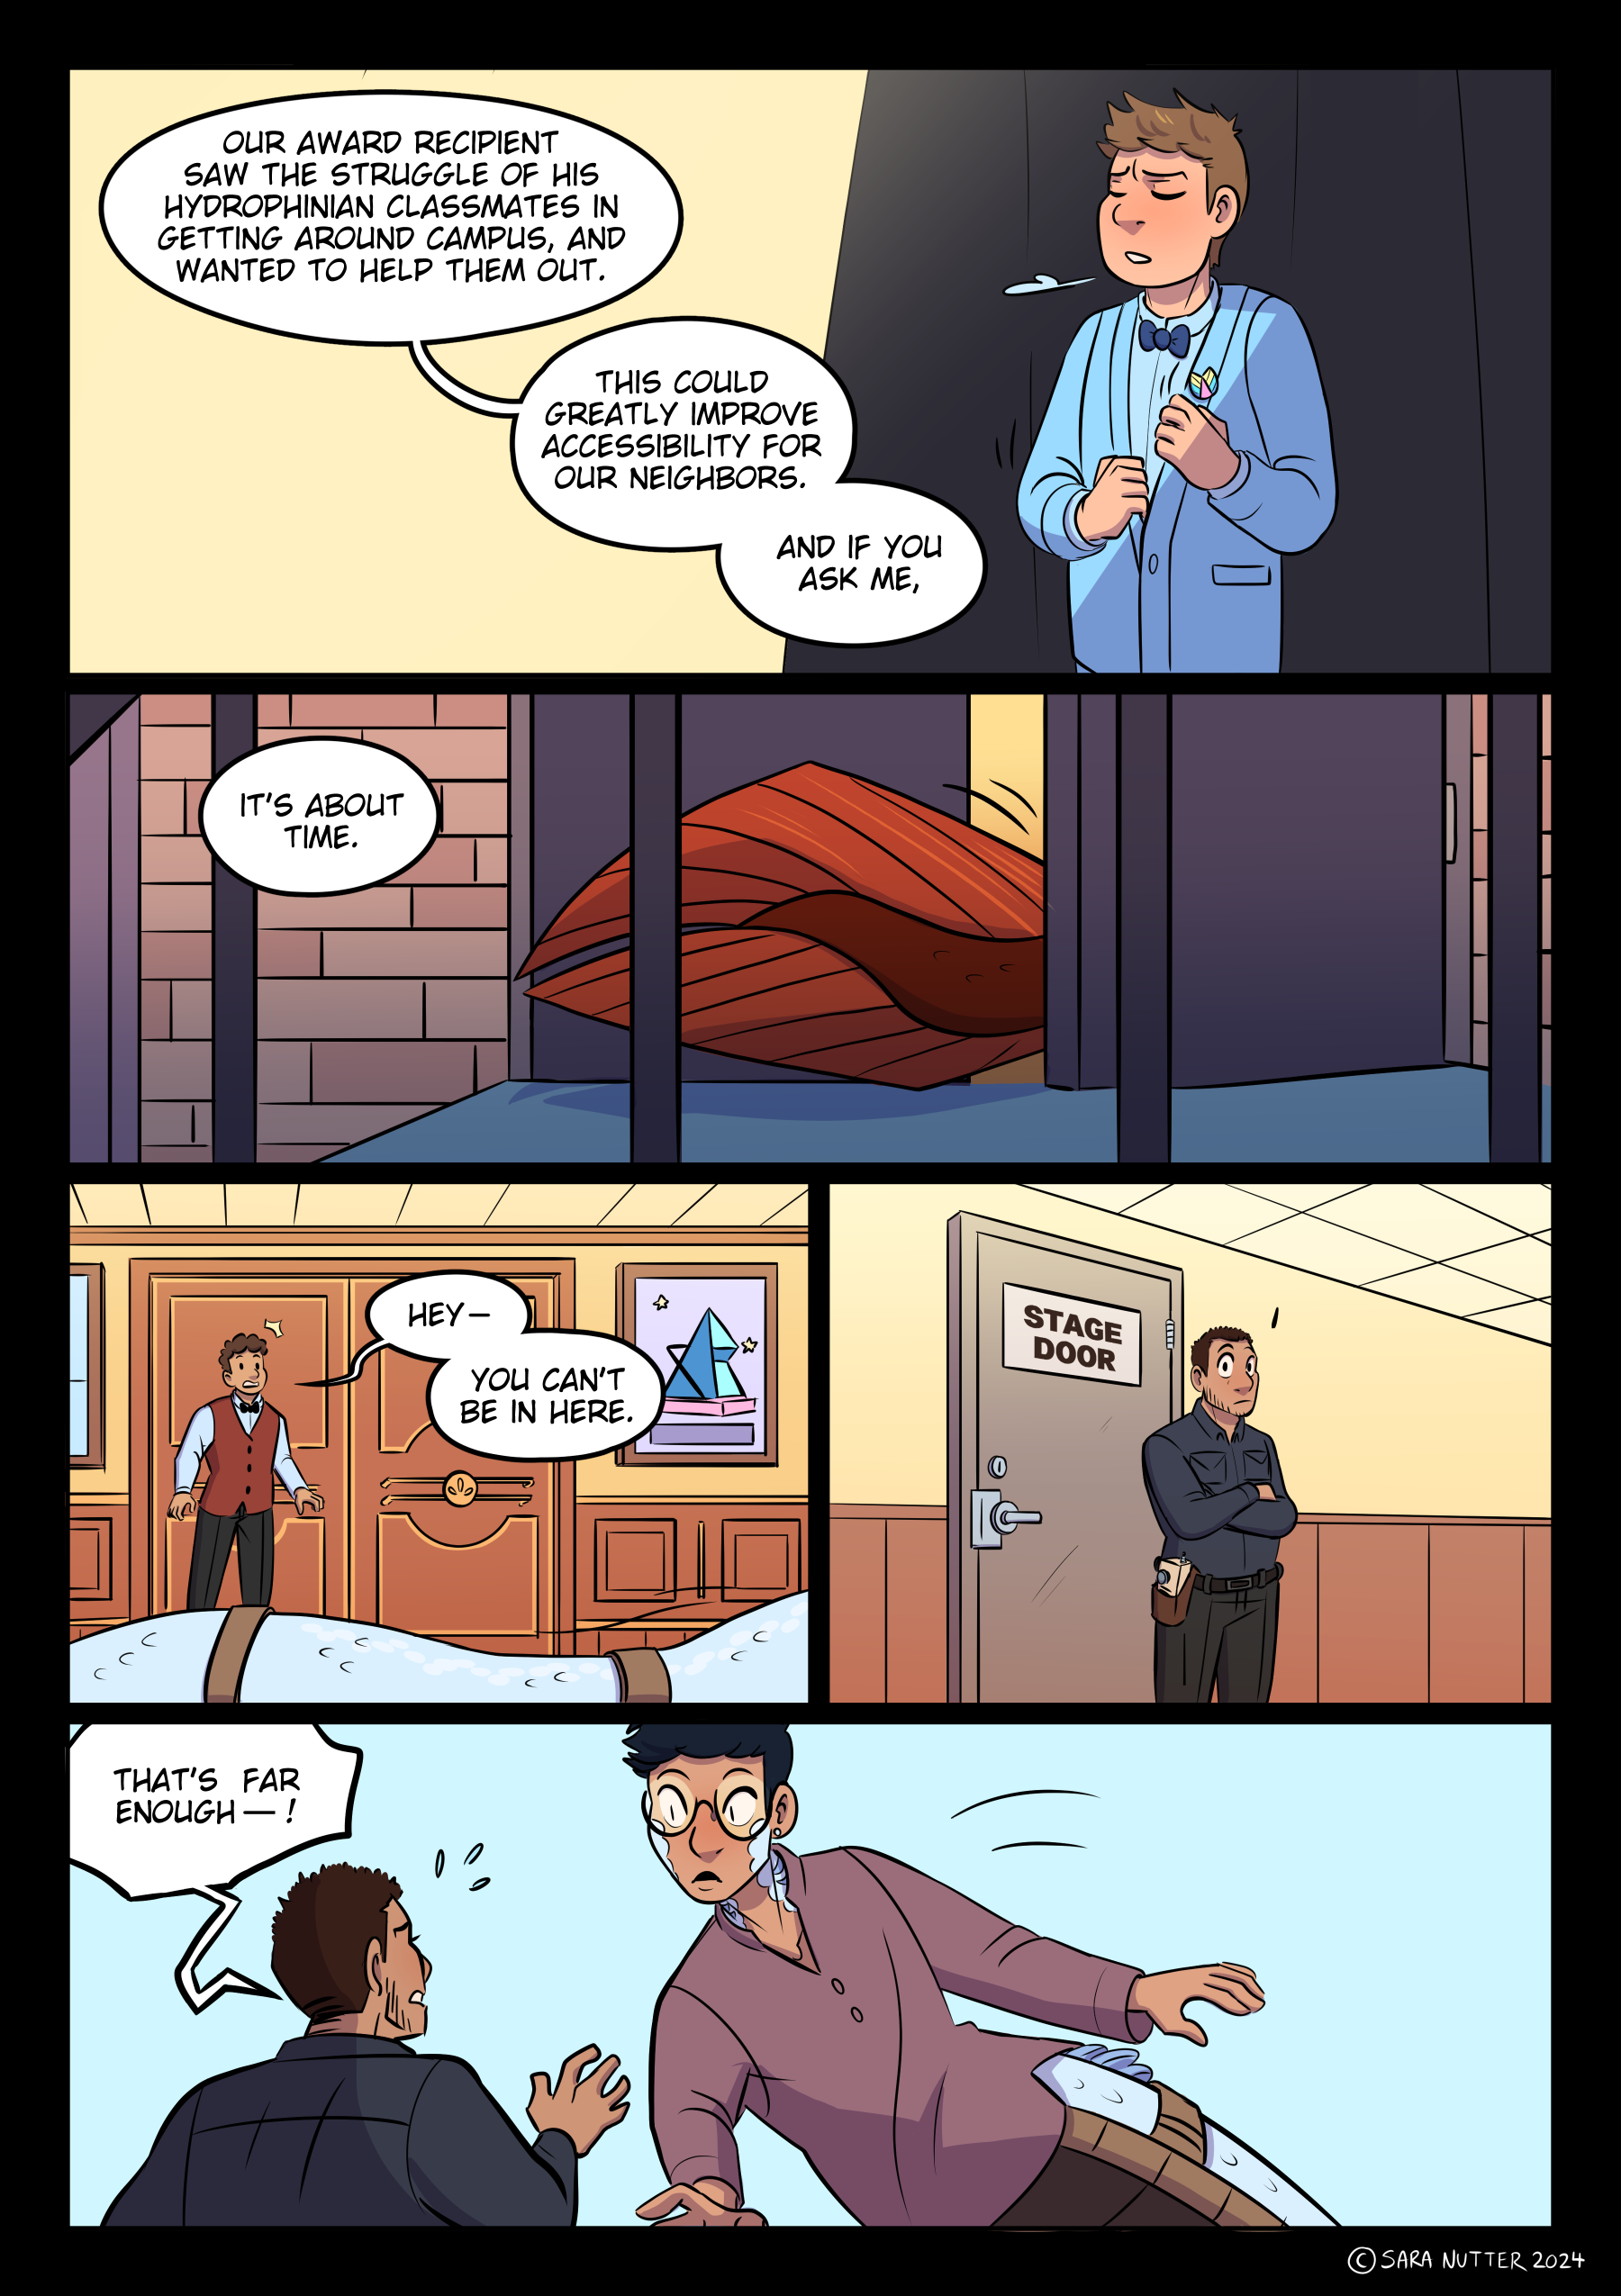 OUR AWARD RECIPIENT
SAW THE STRUGGLE OF HIS
HYDROPHINIAN CLASSMATES IN
GETTING AROUND CAMPUS, AND
WANTED TO HELP THEM OUT.
THIS COULD
GREATLY IMPROVE
ACCESSIBILITY FOR
OUR NEIGHBORS.
AND IF YOU
ASK ME,
IT'S ABOUT
TIME.
HEY—
YOU CAN'T
BE IN HERE.
STAGE
DOOR
THAT'S FAR
ENOUGH—!
© SARA NUTTER 2024